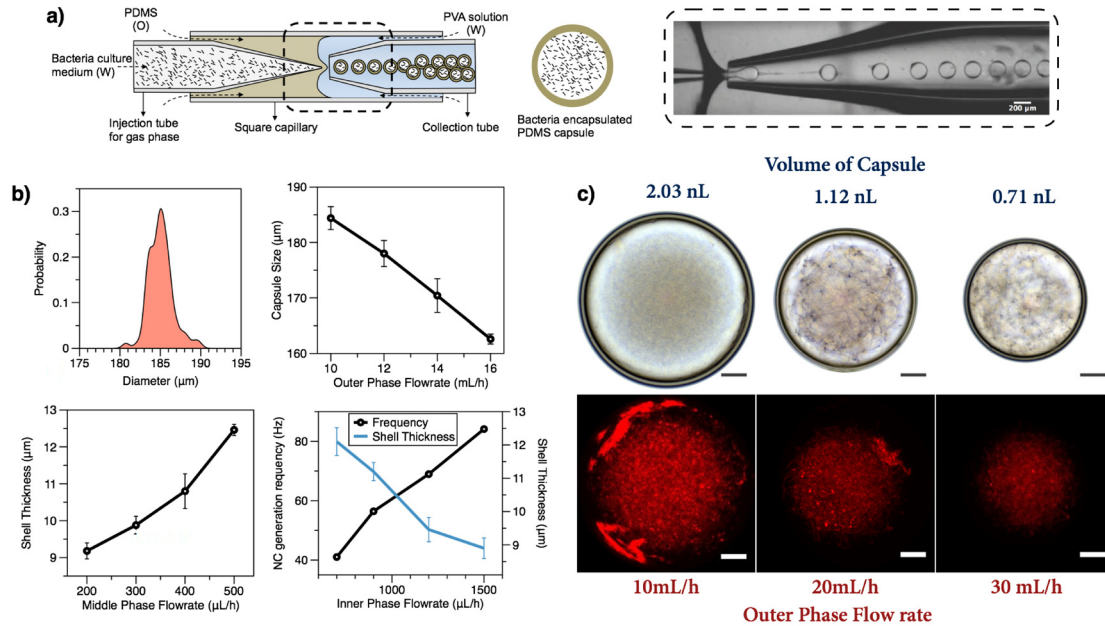 a)
PDMS
(O)
PVA solution
(W)
Bacteria culture
medium (W)
Injection tube
for gas phase
Square capillary
Collection tube
Bacteria encapsulated
PDMS capsule
200 µm
b)
Probability
0.3
0.2
0.1
0
175
180
185
190
195
Diameter (µm)
Capsule Size (µm)
190
180
170
160
10
12
14
16
Outer Phase Flowrate (mL/h)
Shell Thickness (µm)
13
12
11
10
9
200
300
400
500
Middle Phase Flowrate (µL/h)
NC generation requency (Hz)
80
60
40
Frequency
Shell Thickness
13
12
11
10
9
Shell Thickness (µm)
1000
1500
Inner Phase Flowrate (µL/h)
c)
Volume of Capsule
2.03 nL
1.12 nL
0.71 nL
10mL/h
20mL/h
30 mL/h
Outer Phase Flow rate